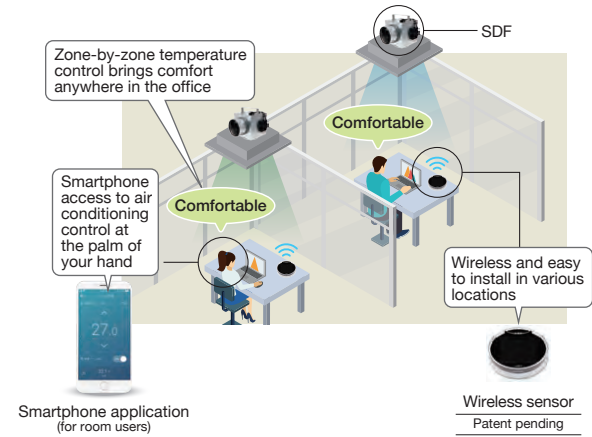 SDF
Zone-by-zone temperature
control brings comfort
anywhere in the office
Comfortable
Comfortable
Smartphone
access to air
conditioning
control at
the palm of
your hand
Wireless and easy
to install in various
locations
27.0
Smartphone application
(for room users)
Wireless sensor
Patent pending